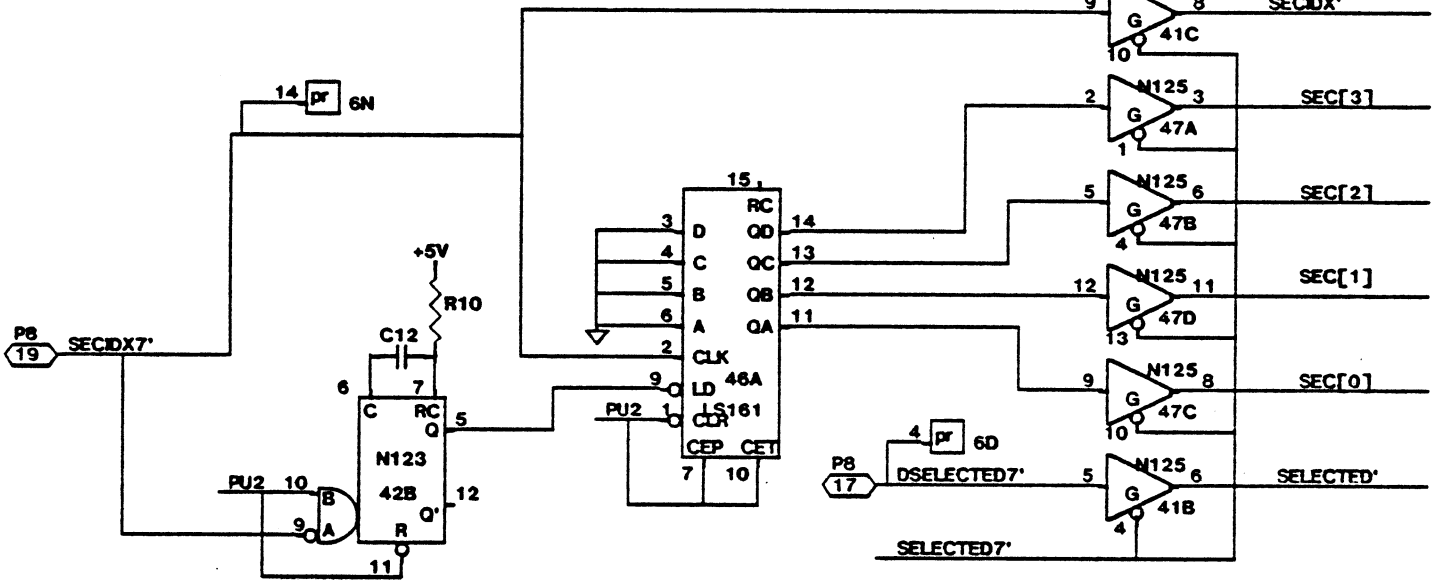 9 G 8 SECIDX'
41C
10
14 pr 6N
N125
2 G 3 SEC[3]
47A
1
15
RC
N125
5 G 6 SEC[2]
47B
4
3 D QD 14
4 C QC 13
5 B QB 12
6 A QA 11
2 CLK
46A
9 LD
LS161
PU2 1 CLR
CEP CET
7 10
N125
12 G 11 SEC[1]
47D
13
N125
9 G 8 SEC[0]
47C
10
+5V
R10
C12
P6
19 SECIDX7'
6 7
C RC
Q 5
N123
42B
Q' 12
R
11
PU2 10 B
9 A
4 pr 6D
P8
17 DSELECTED7'
N125
5 G 6 SELECTED'
41B
4
SELECTED7'